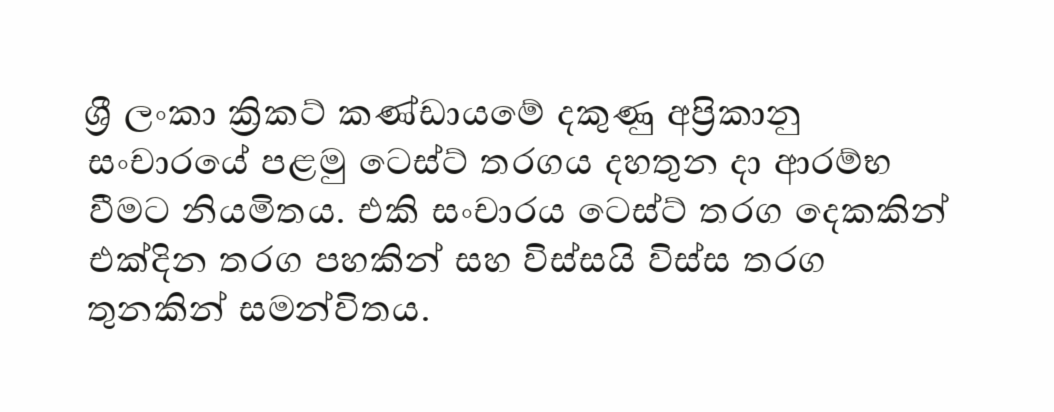 ශ්‍රී ලංකා ක්‍රිකට් කණ්ඩායමේ දකුණු අප්‍රිකානු
සංචාරයේ පළමු ටෙස්ට් තරගය දහතුන දා ආරම්භ
වීමට නියමිතය. එකි සංචාරය ටෙස්ට් තරග දෙකකින්
එක්දින තරග පහකින් සහ විස්සයි විස්ස තරග
තුනකින් සමන්විතය.